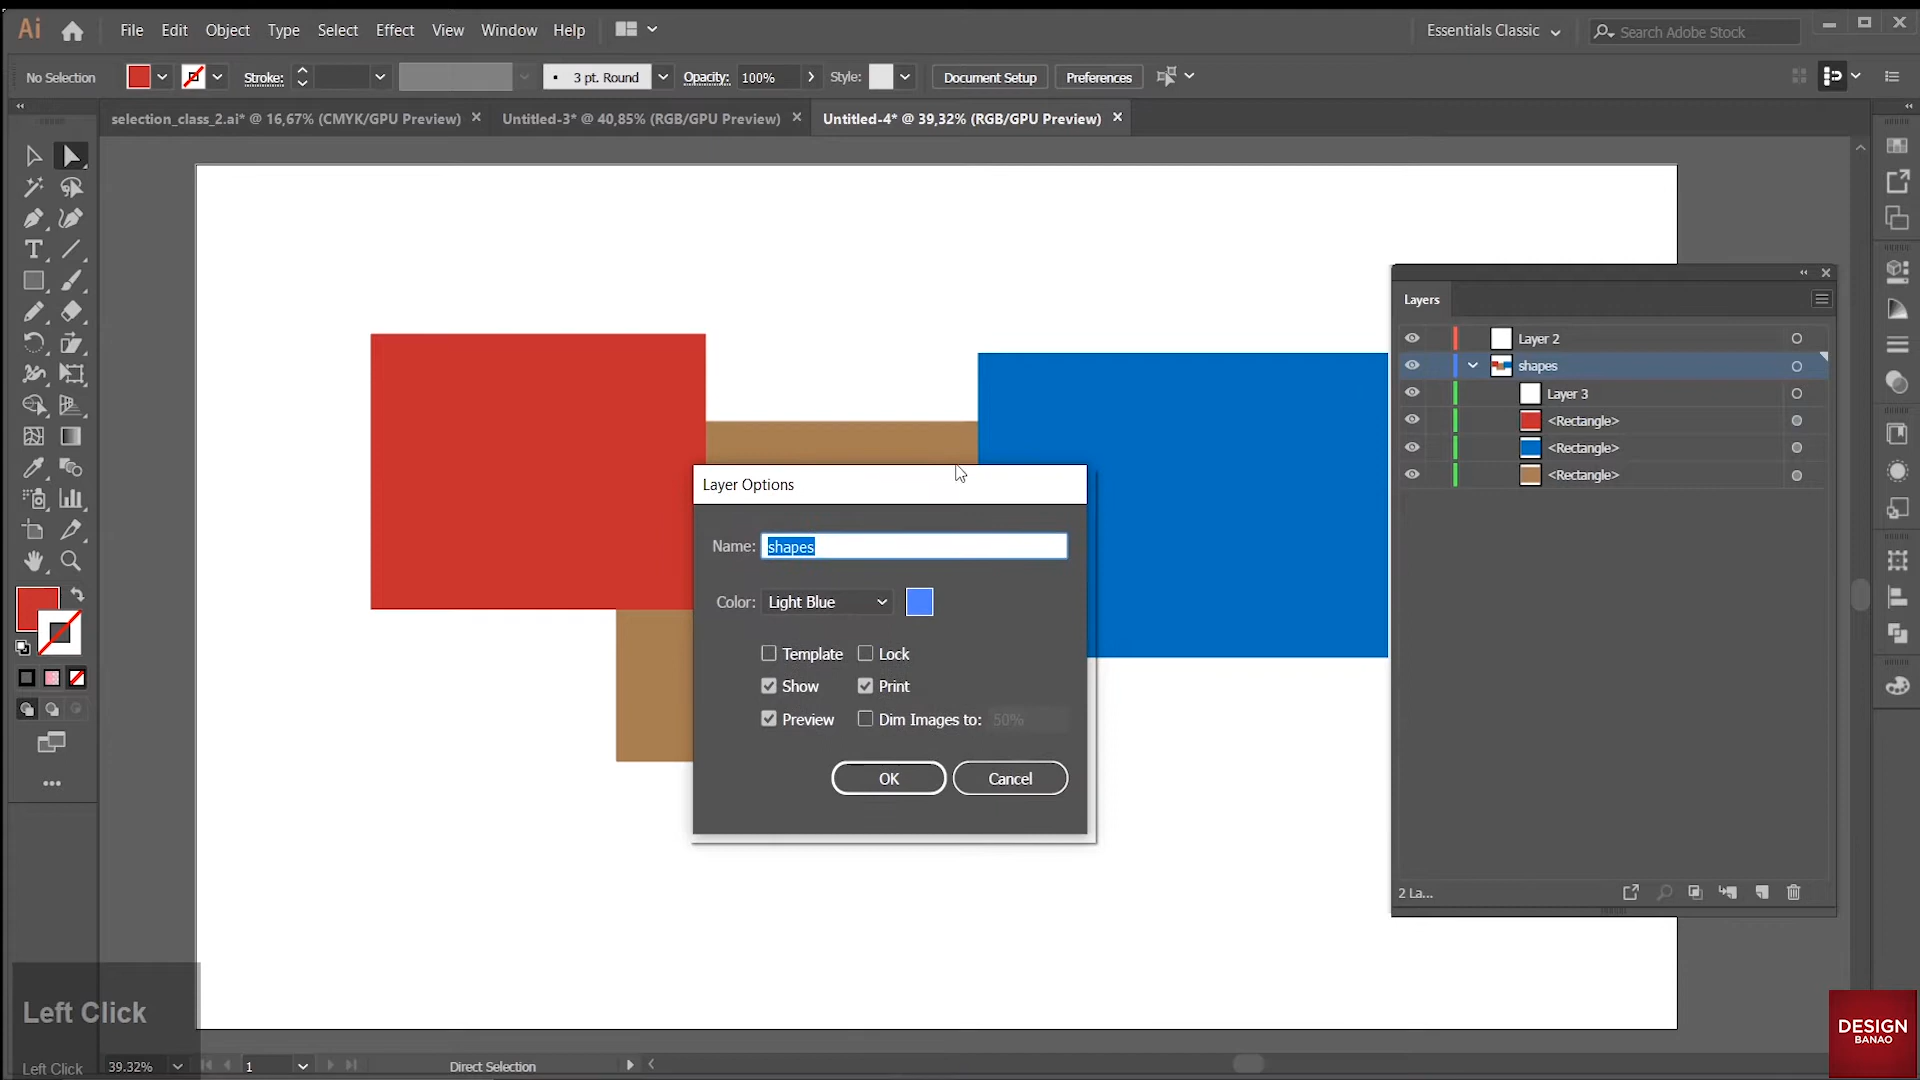 Ai File Edit Object Type Select Effect View Window Help Essentials Classic Search Adobe Stock
No Selection Stroke: 3 pt. Round Opacity: 100% Style: Document Setup Preferences
selection_class_2.ai* @ 16,67% (CMYK/GPU Preview) Untitled-3* @ 40,85% (RGB/GPU Preview) Untitled-4* @ 39,32% (RGB/GPU Preview)
Layers
Layer 2
shapes
Layer 3
<Rectangle>
<Rectangle>
<Rectangle>
2 La...
Layer Options
Name: shapes
Color: Light Blue
Template Lock
Show Print
Preview Dim Images to: 50%
OK Cancel
Left Click
Left Click
39.32% 1 Direct Selection
DESIGN
BANAO